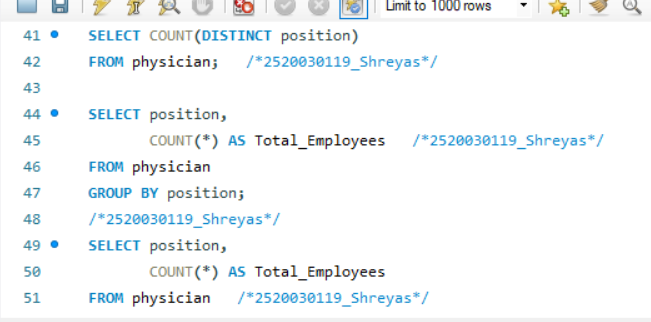 Limit to 1000 rows
41 SELECT COUNT(DISTINCT position)
42 FROM physician; /*2520030119_Shreyas*/
43
44 SELECT position,
45 COUNT(*) AS Total_Employees /*2520030119_Shreyas*/
46 FROM physician
47 GROUP BY position;
48 /*2520030119_Shreyas*/
49 SELECT position,
50 COUNT(*) AS Total_Employees
51 FROM physician /*2520030119_Shreyas*/